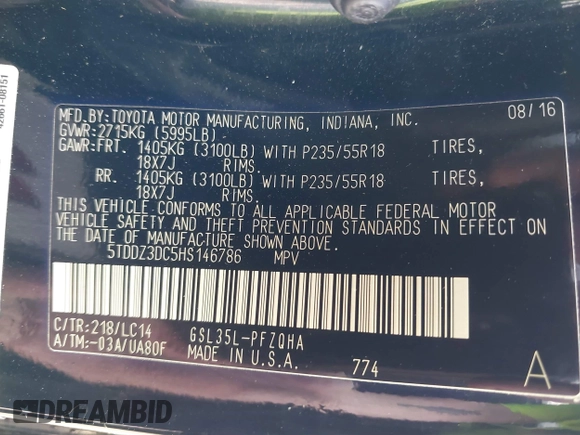 42661-08151
MFD.BY: TOYOTA MOTOR MANUFACTURING, INDIANA, INC. 08/16
GVWR:2715KG (5995LB)
GAWR:FRT. 1405KG (3100LB) WITH P235/55R18 TIRES,
18X7J RIMS.
RR. 1405KG (3100LB) WITH P235/55R18 TIRES,
18X7J RIMS.
THIS VEHICLE CONFORMS TO ALL APPLICABLE FEDERAL MOTOR
VEHICLE SAFETY AND THEFT PREVENTION STANDARDS IN EFFECT ON
THE DATE OF MANUFACTURE SHOWN ABOVE.
5TDDZ3DC5HS146786 MPV
C/TR:218/LC14 GSL35L-PFZQHA
A/TM:-03A/UA80F MADE IN U.S.A. 774 A
DREAMBID